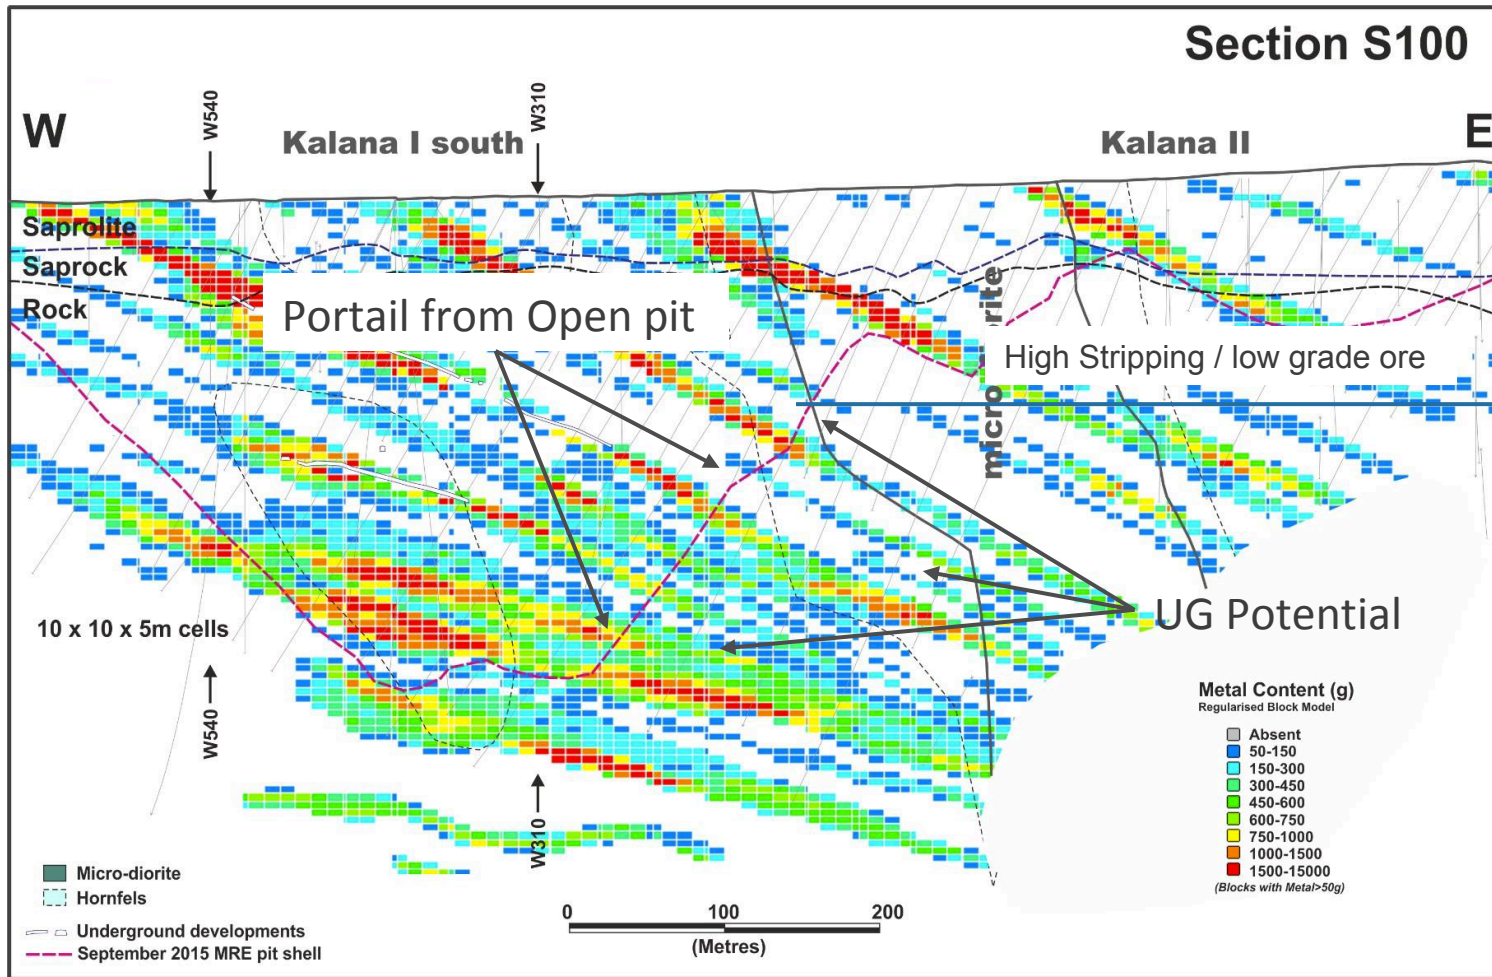 Section S100
W
E
W540
W310
Kalana I south
Kalana II
Saprolite
Saprock
Rock
Portail from Open pit
High Stripping / low grade ore
UG Potential
10 x 10 x 5m cells
W540
W310
Metal Content (g)
Regularised Block Model
Absent
50-150
150-300
300-450
450-600
600-750
750-1000
1000-1500
1500-15000
(Blocks with Metal>50g)
Micro-diorite
Hornfels
Underground developments
September 2015 MRE pit shell
0 100 200
(Metres)